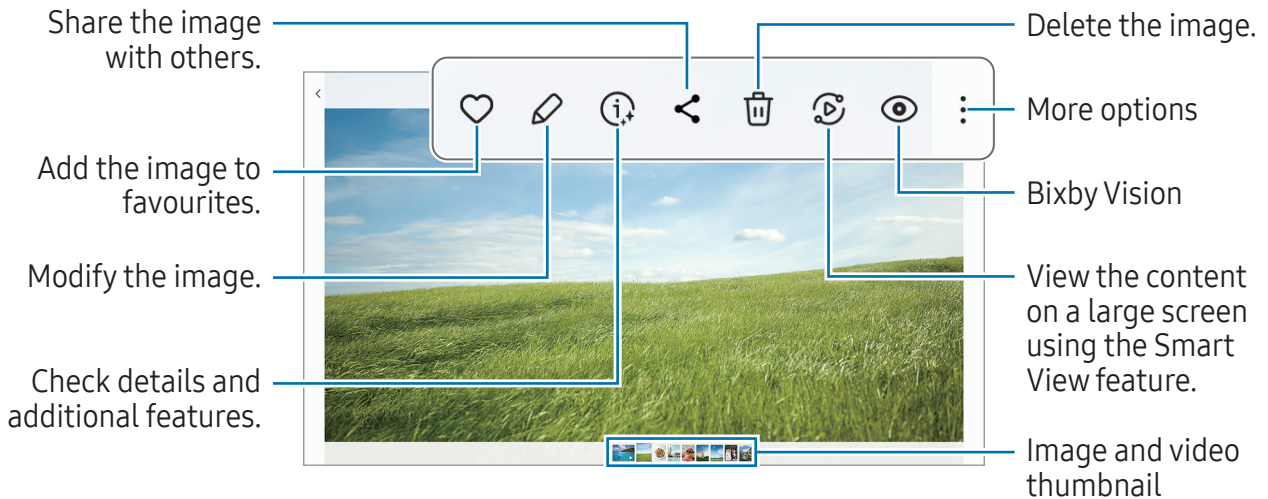 Share the image
with others.
Add the image to
favourites.
Modify the image.
Check details and
additional features.
Delete the image.
More options
Bixby Vision
View the content
on a large screen
using the Smart
View feature.
Image and video
thumbnail